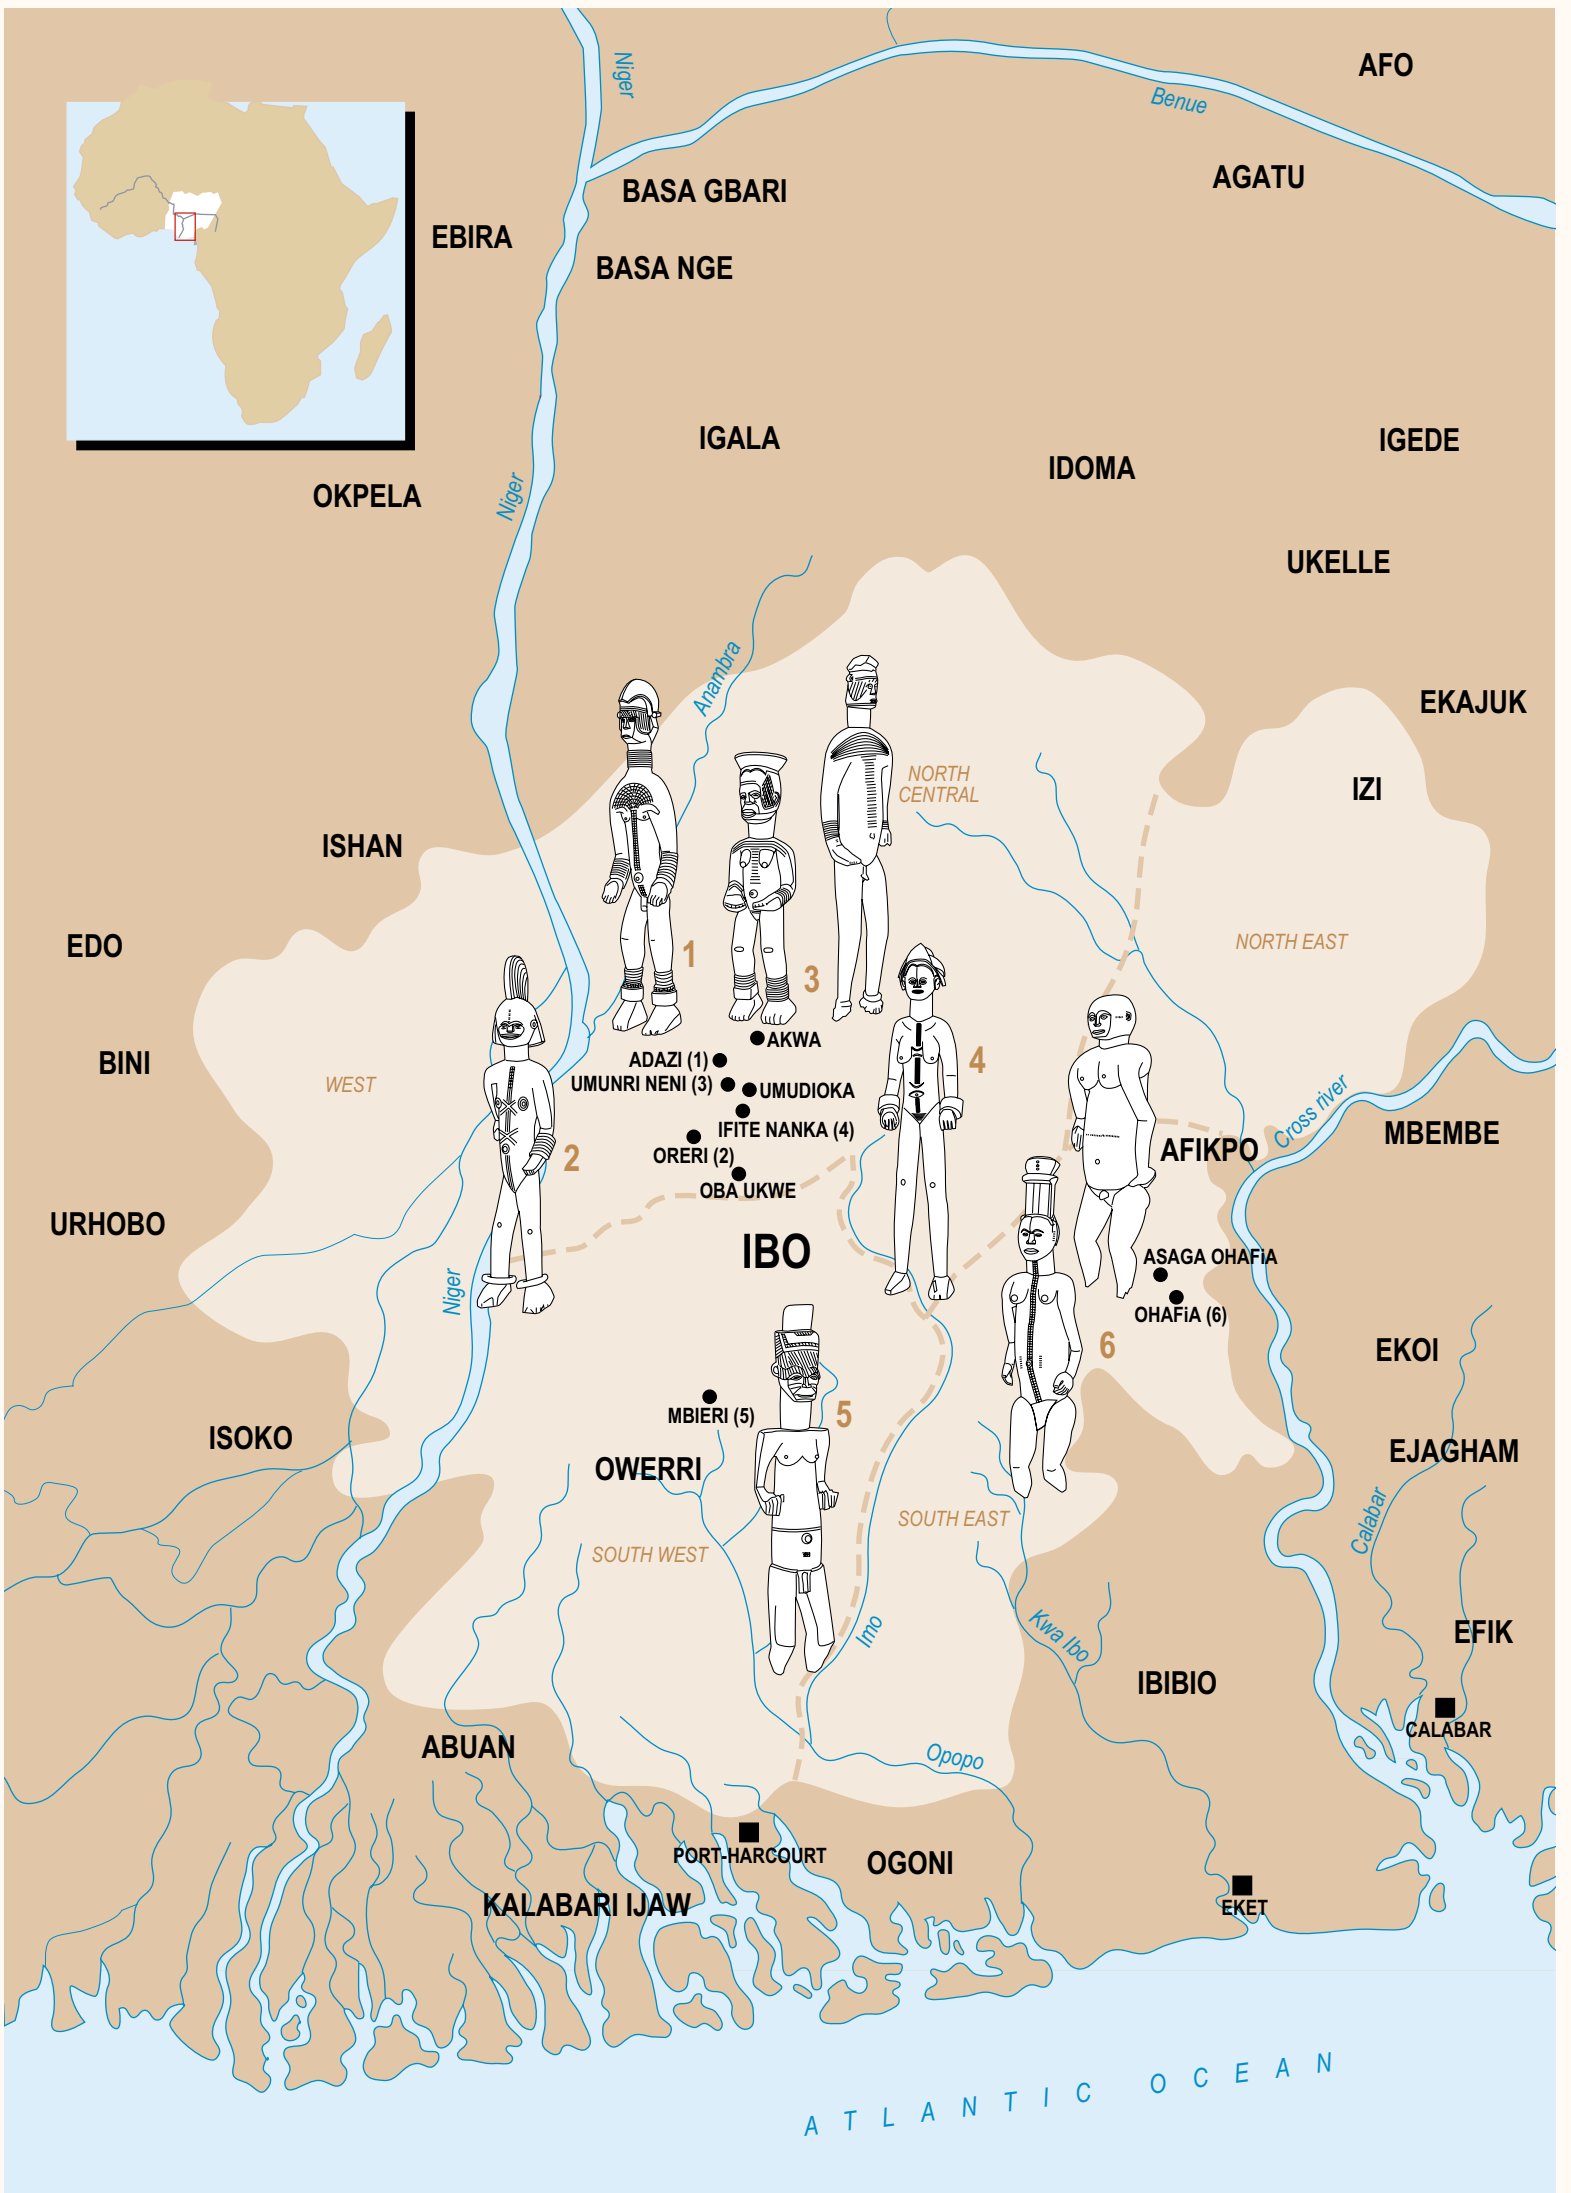 Niger
AFO
Benue
BASA GBARI
AGATU
EBIRA
BASA NGE
IGALA
IGEDE
IDOMA
OKPELA
Niger
UKELLE
Anambra
EKAJUK
NORTH
CENTRAL
IZI
ISHAN
EDO
1
3
NORTH EAST
AKWA
BINI
WEST
ADAZI (1)
4
UMUNRI NENI (3)
UMUDIOKA
Cross river
IFITE NANKA (4)
MBEMBE
2
ORERI (2)
AFIKPO
OBA UKWE
URHOBO
IBO
ASAGA OHAFiA
Niger
OHAFiA (6)
6
EKOI
MBIERI (5)
5
ISOKO
EJAGHAM
OWERRI
SOUTH EAST
Calabar
SOUTH WEST
Imo
Kwa Ibo
EFIK
IBIBIO
CALABAR
ABUAN
Opopo
PORT-HARCOURT
OGONI
KALABARI IJAW
EKET
ATLANTIC OCEAN